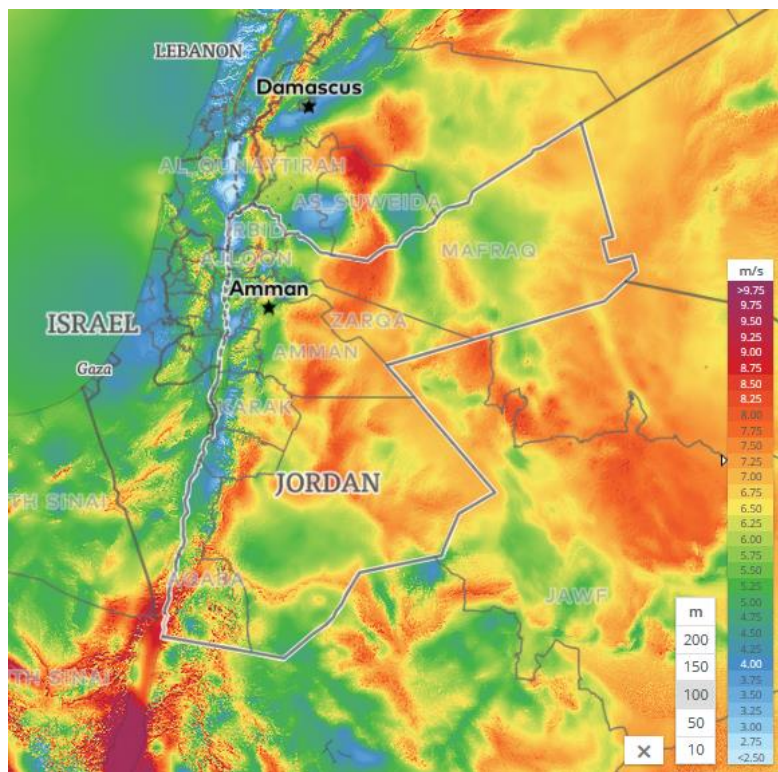 LEBANON
Damascus
AL QUNAYTIRAH
AS SUWEIDA
IRBID
AJLOON
MAFRAQ
Amman
ISRAEL
ZARQA
Gaza
AMMAN
KARAK
JORDAN
TH SINAI
AQABA
JAWF
TH SINAI
m/s
>9.75
9.75
9.50
9.25
9.00
8.75
8.50
8.25
8.00
7.75
7.50
7.25
7.00
6.75
6.50
6.25
6.00
5.75
5.50
5.25
5.00
4.75
4.50
4.25
4.00
3.75
3.50
3.25
3.00
2.75
<2.50
m
200
150
100
50
10